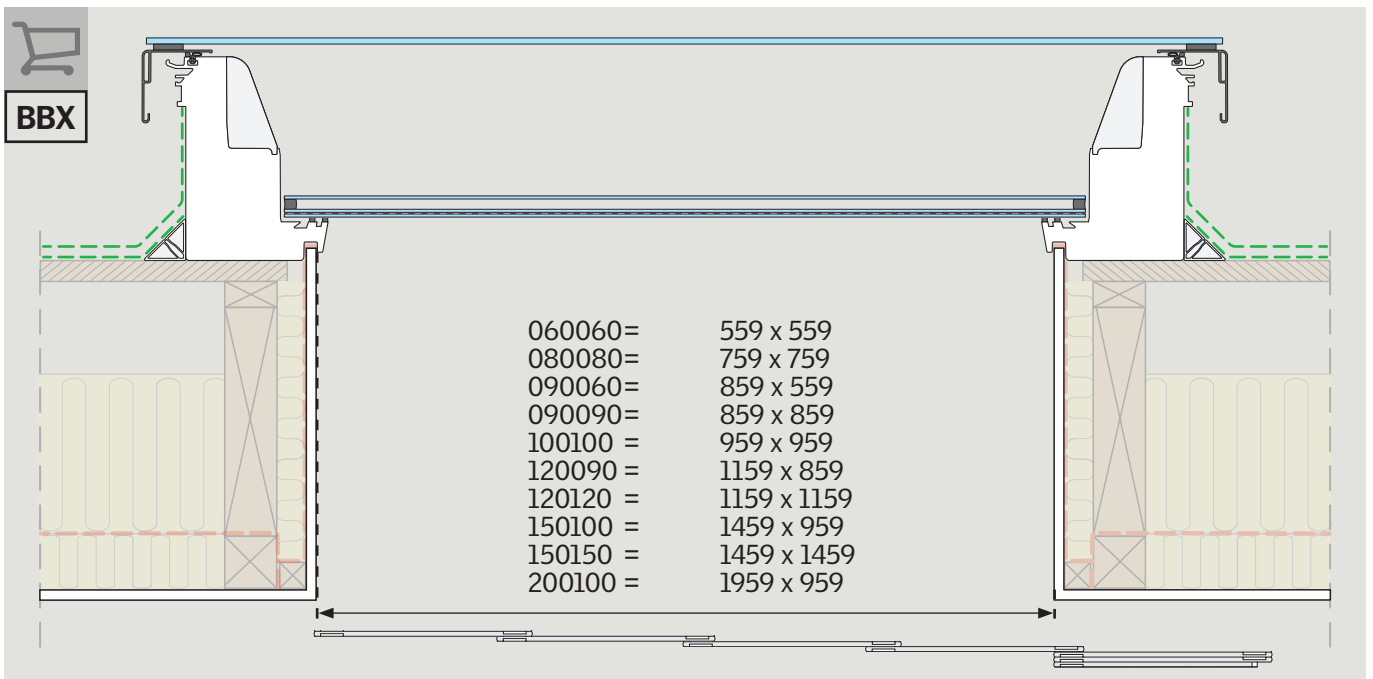 BBX
060060= 559 x 559
080080= 759 x 759
090060= 859 x 559
090090= 859 x 859
100100 = 959 x 959
120090 = 1159 x 859
120120 = 1159 x 1159
150100 = 1459 x 959
150150 = 1459 x 1459
200100 = 1959 x 959